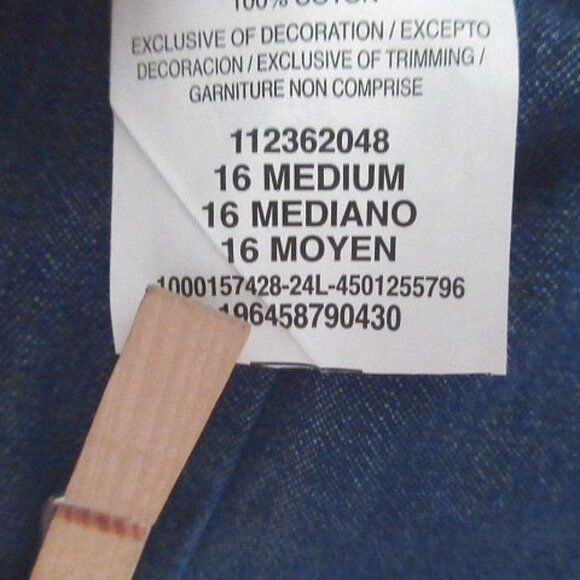 100%
EXCLUSIVE OF DECORATION / EXCEPTO
DECORACION / EXCLUSIVE OF TRIMMING /
GARNITURE NON COMPRISE
112362048
16 MEDIUM
16 MEDIANO
16 MOYEN
1000157428-24L-4501255796
196458790430